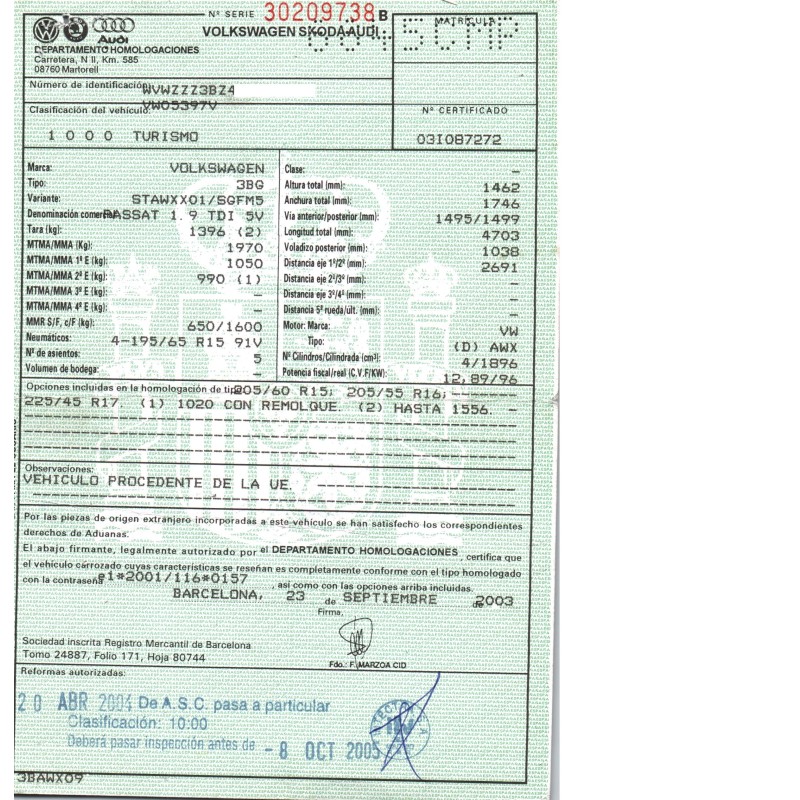 Nº SERIE 30209738 B
VOLKSWAGEN SKODA AUDI
MATRICULA
Audi
DEPARTAMENTO HOMOLOGACIONES
Carretera, N II, Km. 585
08760 Martorell
Número de identificación WVWZZZ3BZ4
VW05397V
Clasificación del vehículo:
1 0 0 0 TURISMO
Nº CERTIFICADO
03I087272
Marca: VOLKSWAGEN
Tipo: 3BG
Variante: STAWXX01/SGFM5
Denominación comercial PASSAT 1.9 TDI 5V
Tara (kg): 1396 (2)
MTMA/MMA (Kg): 1970
MTMA/MMA 1º E (kg): 1050
MTMA/MMA 2º E (kg): 990 (1)
MTMA/MMA 3º E (kg): –
MTMA/MMA 4º E (kg): –
MMR S/F, c/F (kg): 650/1600
Neumáticos: 4-195/65 R15 91V
Nº de asientos: 5
Volumen de bodega: –
Clase: –
Altura total (mm): 1462
Anchura total (mm): 1746
Via anterior/posterior (mm): 1495/1499
Longitud total (mm): 4703
Voladizo posterior (mm): 1038
Distancia eje 1º/2º (mm): 2691
Distancia eje 2º/3º (mm): –
Distancia eje 3º/4º (mm): –
Distancia 5ª rueda/ult. (mm): –
Motor: Marca: VW
Tipo: (D) AWX
Nº Cilindros/Cilindrada (cm³): 4/1896
Potencia fiscal/real (C.V.F/KW): 12,89/96
Opciones incluidas en la homologación de tipo 205/60 R15; 205/55 R16;
225/45 R17. (1) 1020 CON REMOLQUE. (2) HASTA 1556. –
Observaciones:
VEHICULO PROCEDENTE DE LA UE.
Por las piezas de origen extranjero incorporadas a este vehículo se han satisfecho los correspondientes
derechos de Aduanas.
El abajo firmante, legalmente autorizado por el DEPARTAMENTO HOMOLOGACIONES, certifica que
el vehículo carrozado cuyas características se reseñan es completamente conforme con el tipo homologado
con la contraseña e1*2001/116*0157, así como con las opciones arriba incluidas.
BARCELONA, 23 de SEPTIEMBRE de 2003
Firma,
Sociedad inscrita Registro Mercantil de Barcelona
Tomo 24887, Folio 171, Hoja 80744
Fdo.: F. MARZOA CID
Reformas autorizadas:
20 ABR 2004 De A.S.C. pasa a particular
Clasificación: 10:00
Deberá pasar inspección antes de - 8 OCT 2005
3BAWX09